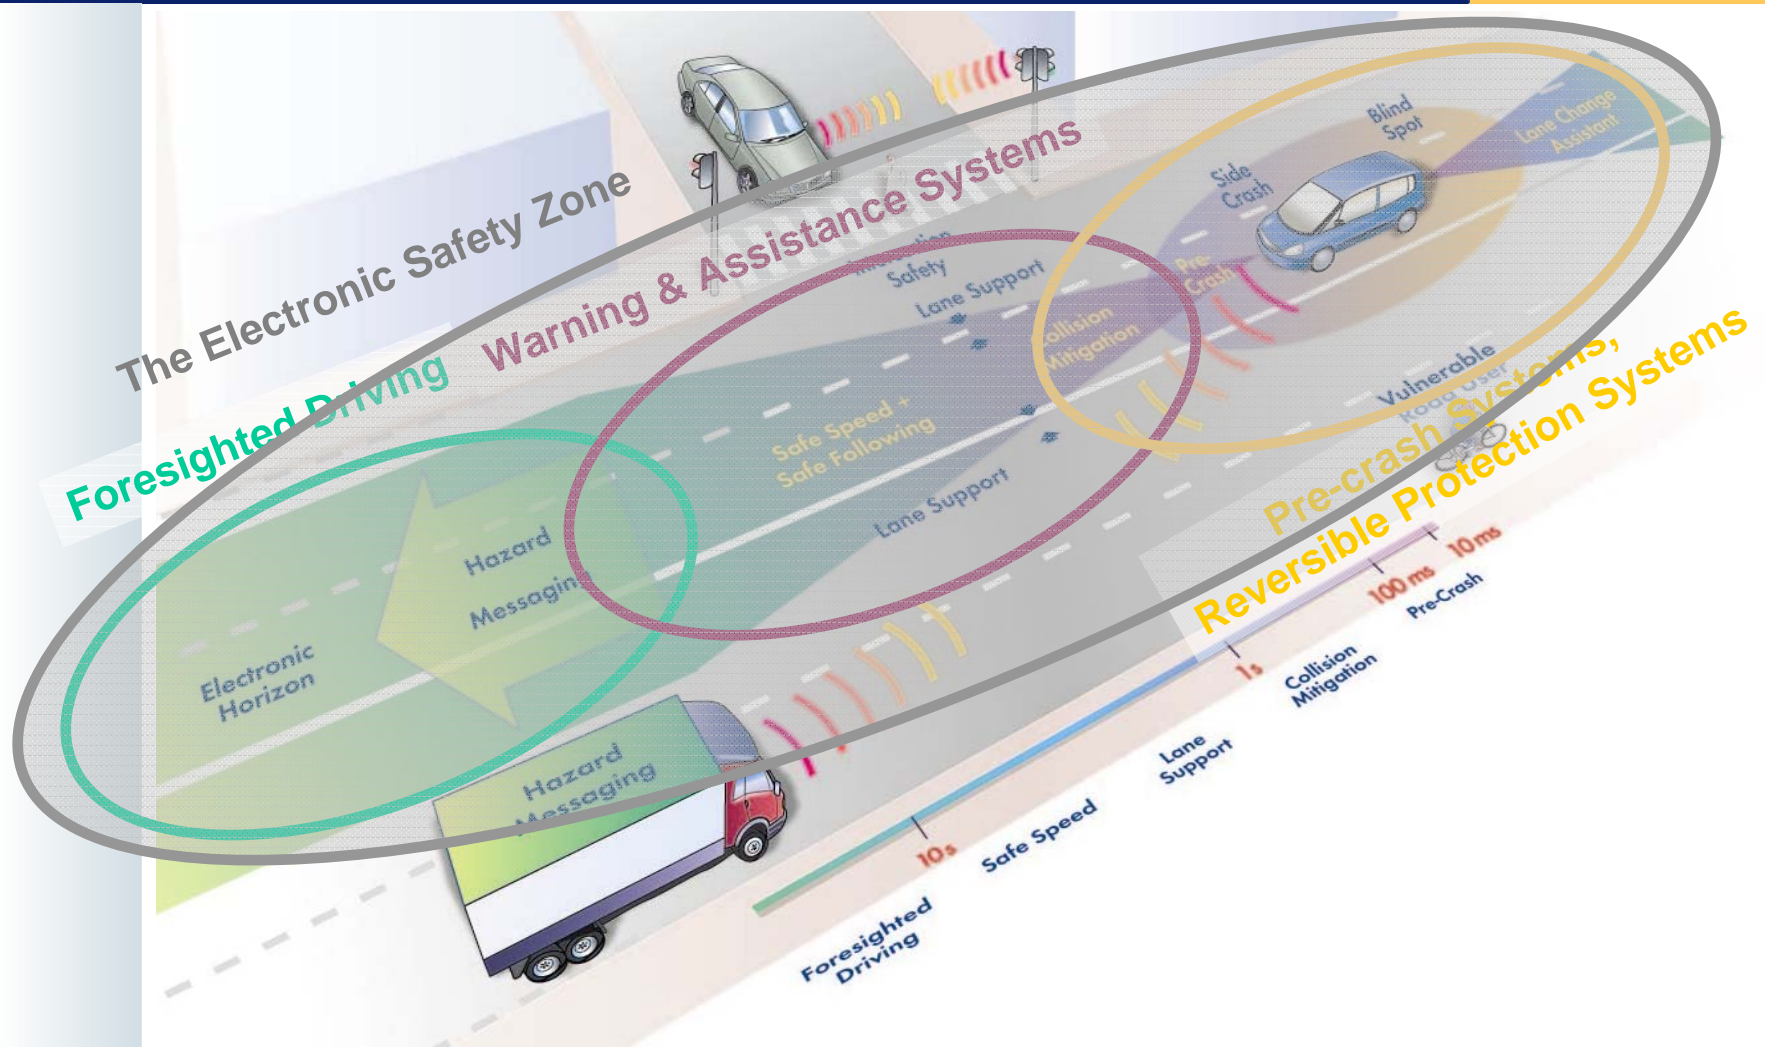 The Electronic Safety Zone
Foresighted Driving
Warning & Assistance Systems
Pre-crash Systems,
Reversible Protection Systems
Blind
Spot
Lane Change
Assistant
Side
Crash
Pre-
Crash
Safety
Lane Support
Collision
Mitigation
Vulnerable
Road User
Safe Speed +
Safe Following
Lane Support
Hazard
Messaging
Electronic
Horizon
Hazard
Messaging
10 ms
100 ms
Pre-Crash
1s
Collision
Mitigation
Lane
Support
10s
Safe Speed
Foresighted
Driving